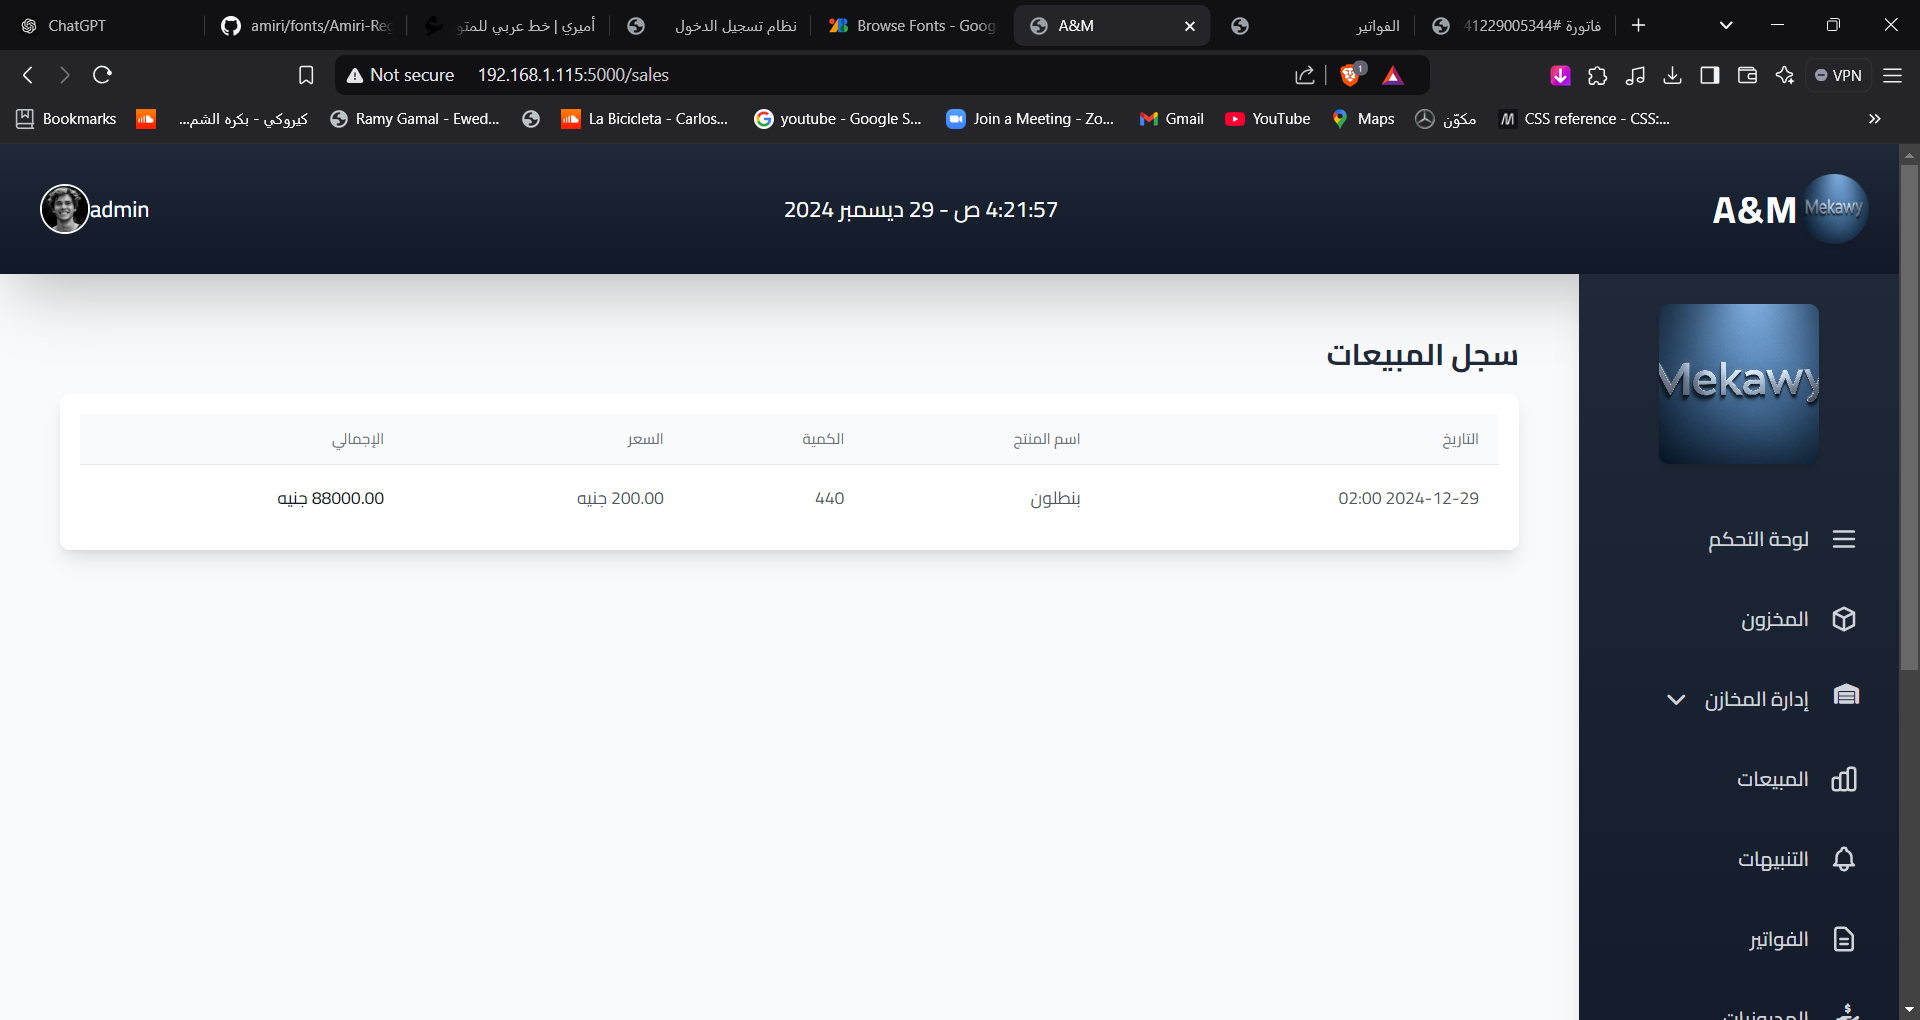 ChatGPT
amiri/fonts/Amiri-Reg
أميري | خط عربي للمتو
نظام تسجيل الدخول
Browse Fonts - Goog
A&M
الفواتير
فاتورة #41229005344
Not secure 192.168.1.115:5000/sales
1
VPN
Bookmarks
كيروكي - بكره الشم...
Ramy Gamal - Ewed...
La Bicicleta - Carlos...
youtube - Google S...
Join a Meeting - Zo...
Gmail
YouTube
Maps
مكوّن
CSS reference - CSS:...
admin
4:21:57 ص - 29 ديسمبر 2024
A&M
Mekawy
Mekawy
سجل المبيعات
التاريخ اسم المنتج الكمية السعر الإجمالي
02:00 2024-12-29 بنطلون 440 200.00 جنيه 88000.00 جنيه
لوحة التحكم
المخزون
إدارة المخازن
المبيعات
التنبيهات
الفواتير
المديونيات